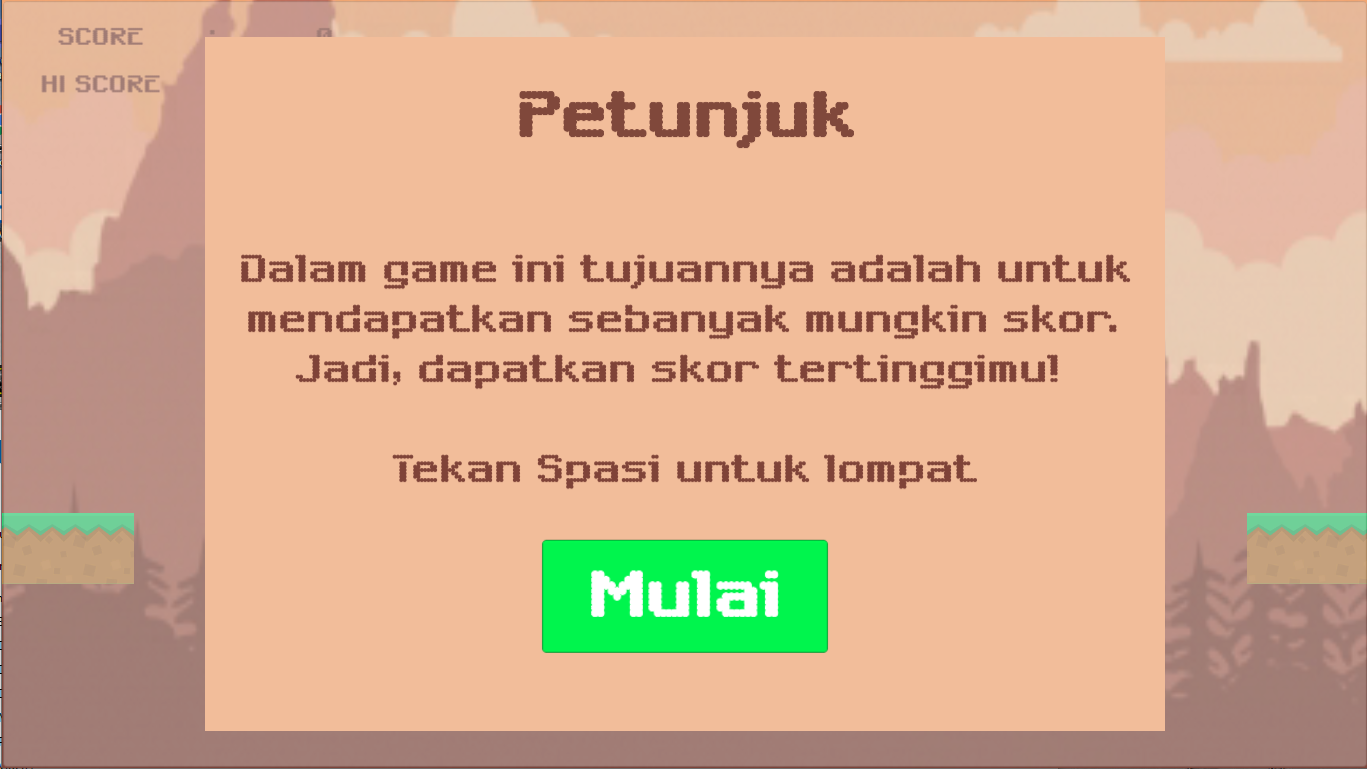 SCORE : 0
HI SCORE
Petunjuk
Dalam game ini tujuannya adalah untuk
mendapatkan sebanyak mungkin skor.
Jadi, dapatkan skor tertinggimu!
Tekan Spasi untuk lompat
Mulai